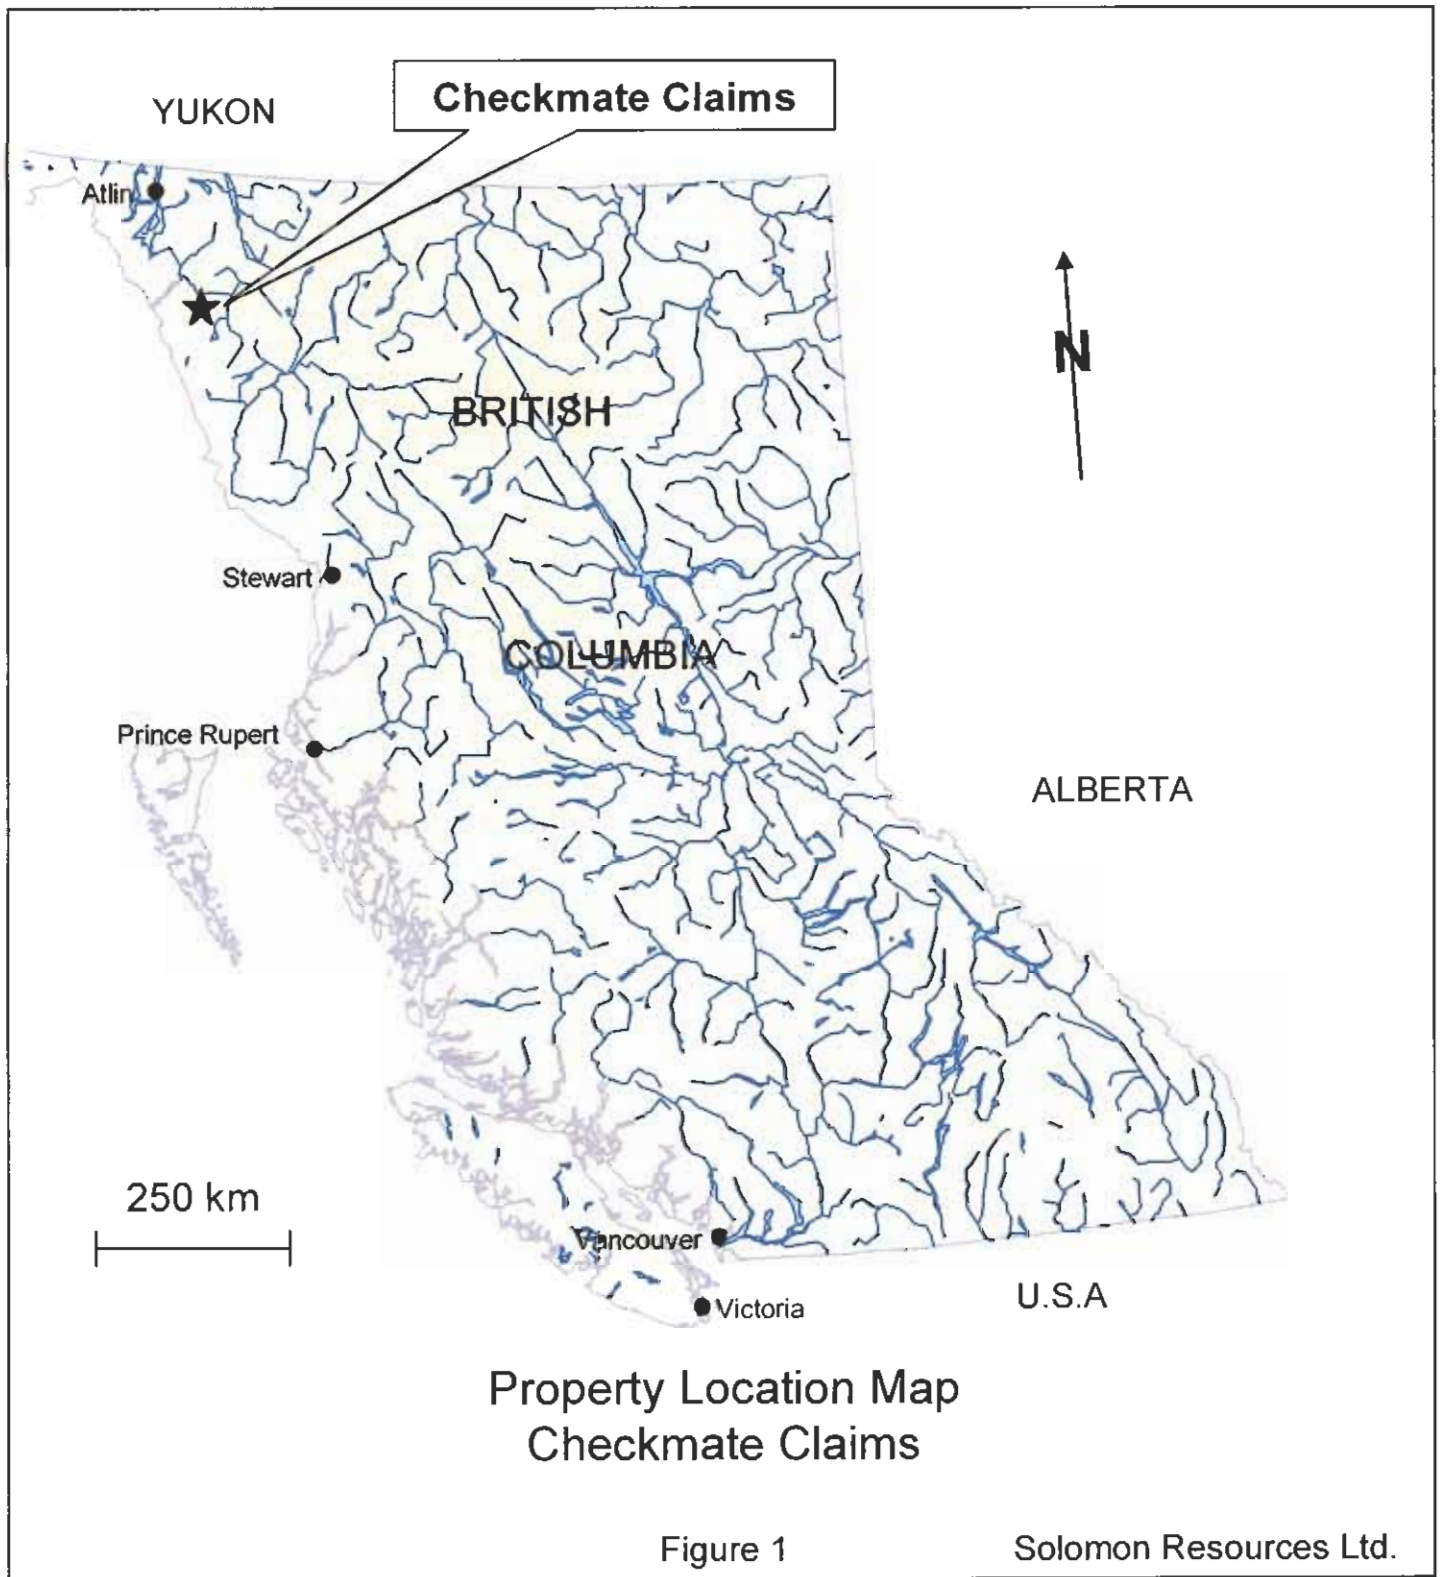 YUKON
Checkmate Claims
Atlin
N
BRITISH
Stewart
COLUMBIA
Prince Rupert
ALBERTA
250 km
Vancouver
U.S.A
Victoria
Property Location Map
Checkmate Claims
Figure 1
Solomon Resources Ltd.